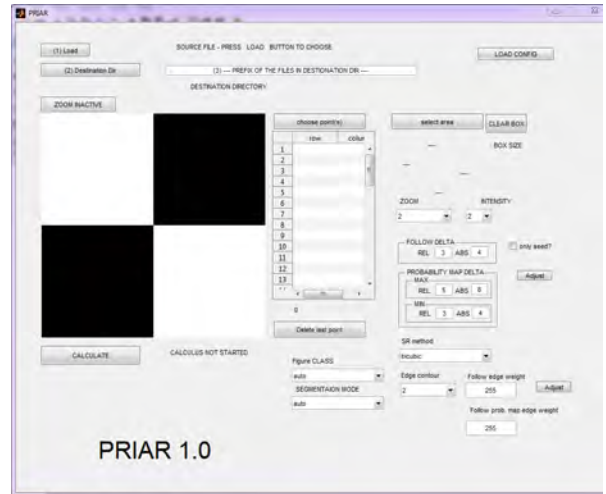 PRIAR
(1) Load
SOURCE FILE - PRESS LOAD BUTTON TO CHOOSE
LOAD CONFIG
(2) Destination Dir
(3) --- PREFIX OF THE FILES IN DESTIONATION DIR ---
DESTINATION DIRECTORY
ZOOM INACTIVE
choose point(s)
select area
CLEAR BOX
row colur
BOX SIZE
1
2
3
4
5
6
7
8
9
10
11
12
13
ZOOM INTENSITY
2 2
FOLLOW DELTA
REL 3 ABS 4
only seed?
PROBABILITY MAP DELTA
MAX
REL 5 ABS 8
Adjust
MIN
REL 3 ABS 4
0
Delete last point
SR method
bicubic
CALCULATE
CALCULUS NOT STARTED
Figure CLASS
auto
Edge contour
2
Follow edge weight
255
Adjust
SEGMENTAION MODE
auto
Follow prob. map edge weight
255
PRIAR 1.0